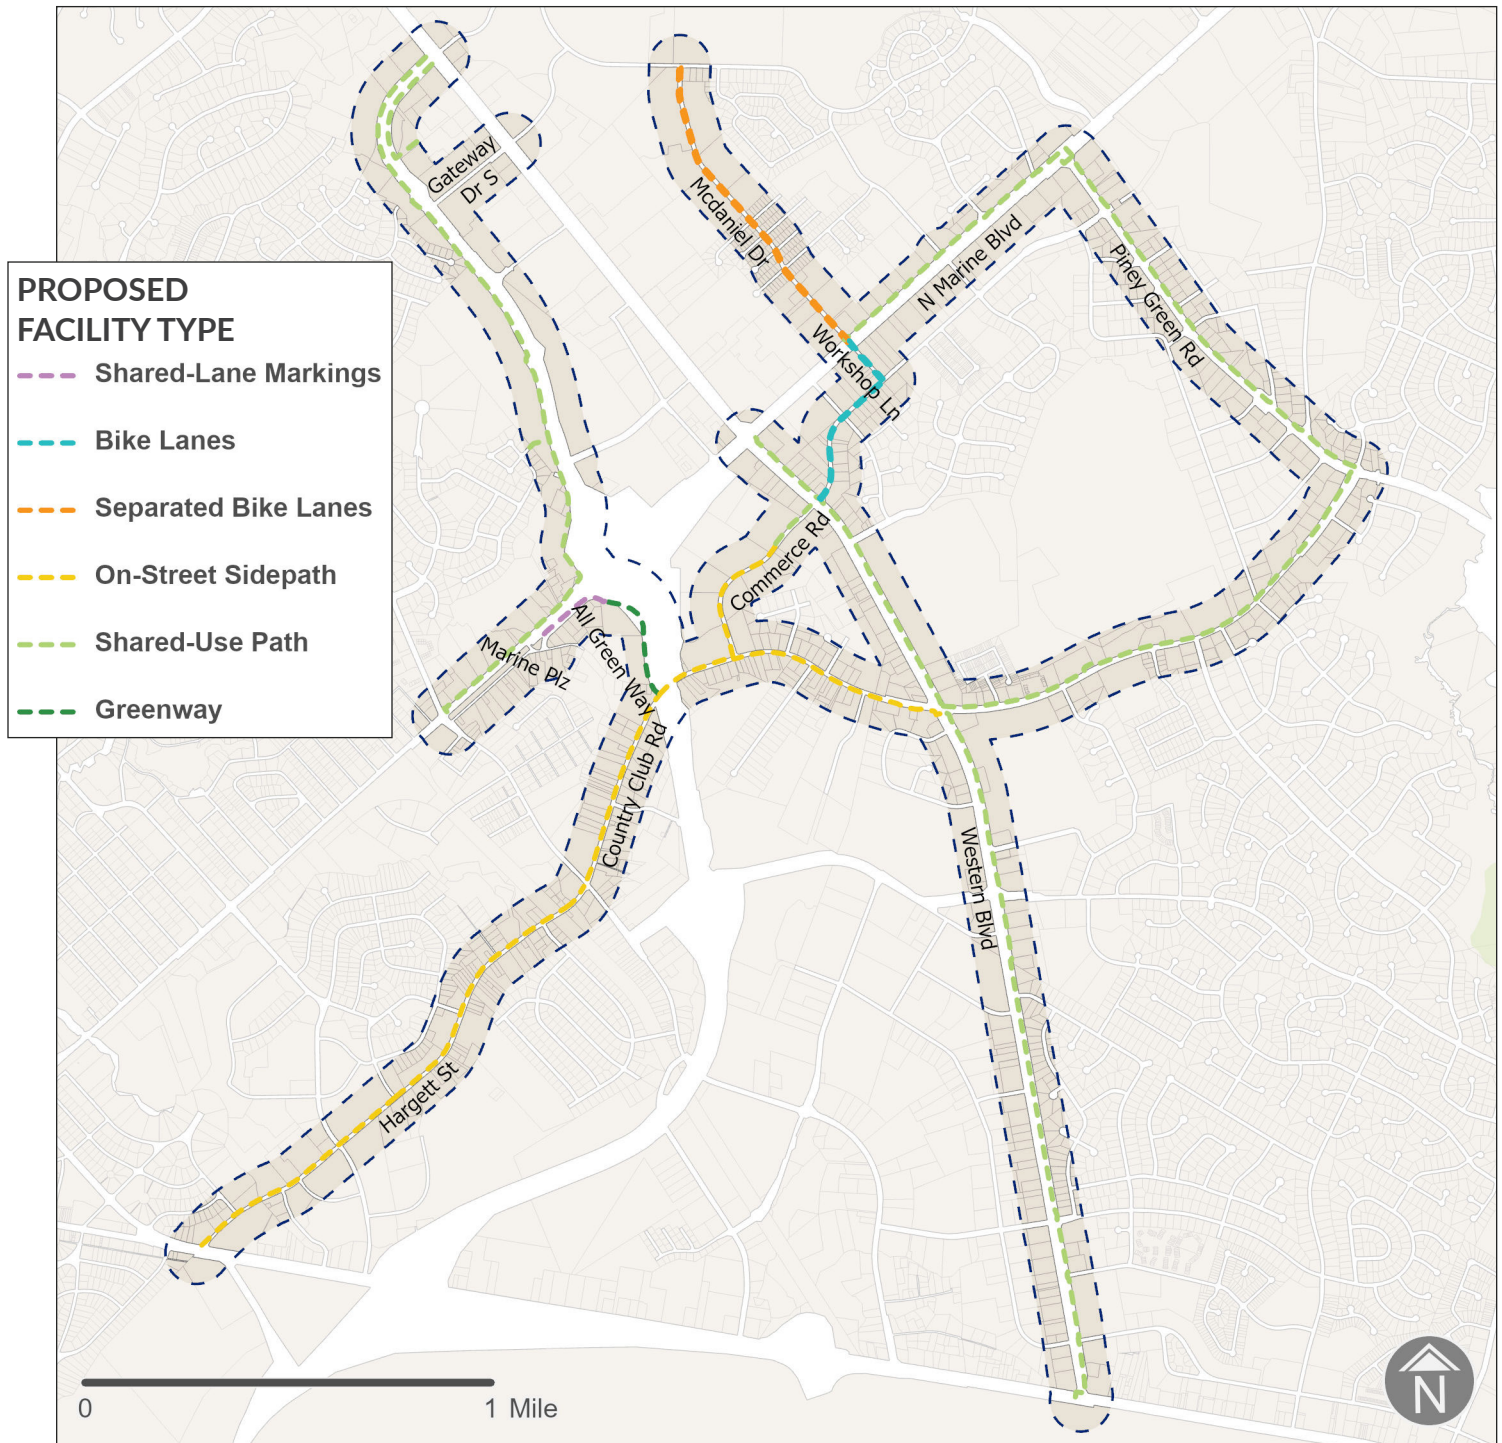 Gateway
Dr S
Mcdaniel Dr
N Marine Blvd
Piney Green Rd
Workshop Ln
PROPOSED
FACILITY TYPE
Shared-Lane Markings
Bike Lanes
Separated Bike Lanes
On-Street Sidepath
Shared-Use Path
Greenway
Commerce Rd
All Green Way
Marine Plz
Country Club Rd
Western Blvd
Hargett St
0
1 Mile
N